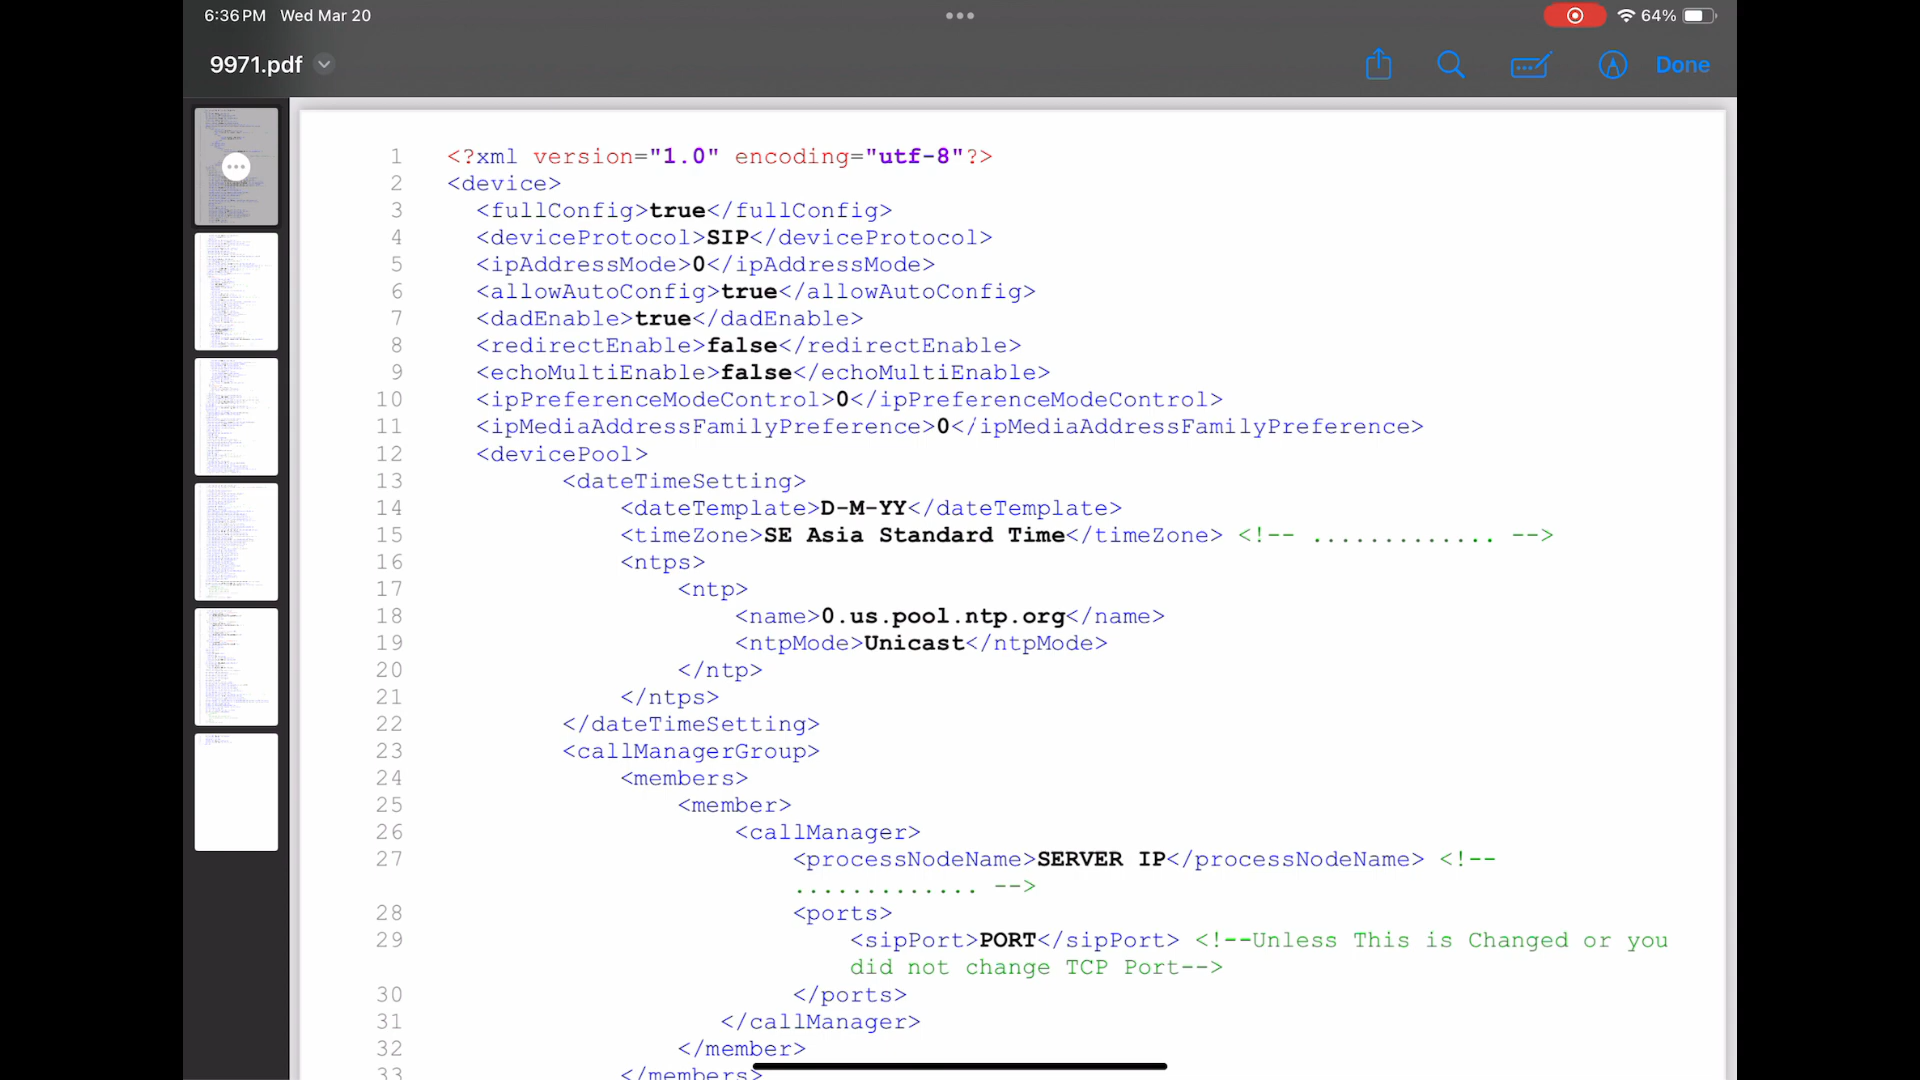 6:36 PM Wed Mar 20
64%
9971.pdf
Done
1 <?xml version="1.0" encoding="utf-8"?>
2 <device>
3 <fullConfig>true</fullConfig>
4 <deviceProtocol>SIP</deviceProtocol>
5 <ipAddressMode>0</ipAddressMode>
6 <allowAutoConfig>true</allowAutoConfig>
7 <dadEnable>true</dadEnable>
8 <redirectEnable>false</redirectEnable>
9 <echoMultiEnable>false</echoMultiEnable>
10 <ipPreferenceModeControl>0</ipPreferenceModeControl>
11 <ipMediaAddressFamilyPreference>0</ipMediaAddressFamilyPreference>
12 <devicePool>
13 <dateTimeSetting>
14 <dateTemplate>D-M-YY</dateTemplate>
15 <timeZone>SE Asia Standard Time</timeZone> <!-- ............. -->
16 <ntps>
17 <ntp>
18 <name>0.us.pool.ntp.org</name>
19 <ntpMode>Unicast</ntpMode>
20 </ntp>
21 </ntps>
22 </dateTimeSetting>
23 <callManagerGroup>
24 <members>
25 <member>
26 <callManager>
27 <processNodeName>SERVER IP</processNodeName> <!--
............. -->
28 <ports>
29 <sipPort>PORT</sipPort> <!--Unless This is Changed or you
did not change TCP Port-->
30 </ports>
31 </callManager>
32 </member>
33 </members>